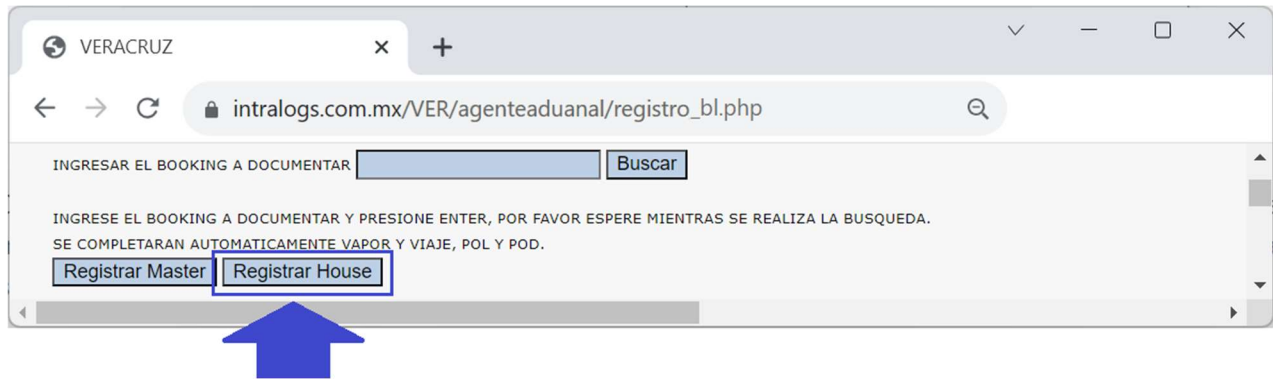 VERACRUZ
intralogs.com.mx/VER/agenteaduanal/registro_bl.php
INGRESAR EL BOOKING A DOCUMENTAR Buscar
INGRESE EL BOOKING A DOCUMENTAR Y PRESIONE ENTER, POR FAVOR ESPERE MIENTRAS SE REALIZA LA BUSQUEDA.
SE COMPLETARAN AUTOMATICAMENTE VAPOR Y VIAJE, POL Y POD.
Registrar Master Registrar House